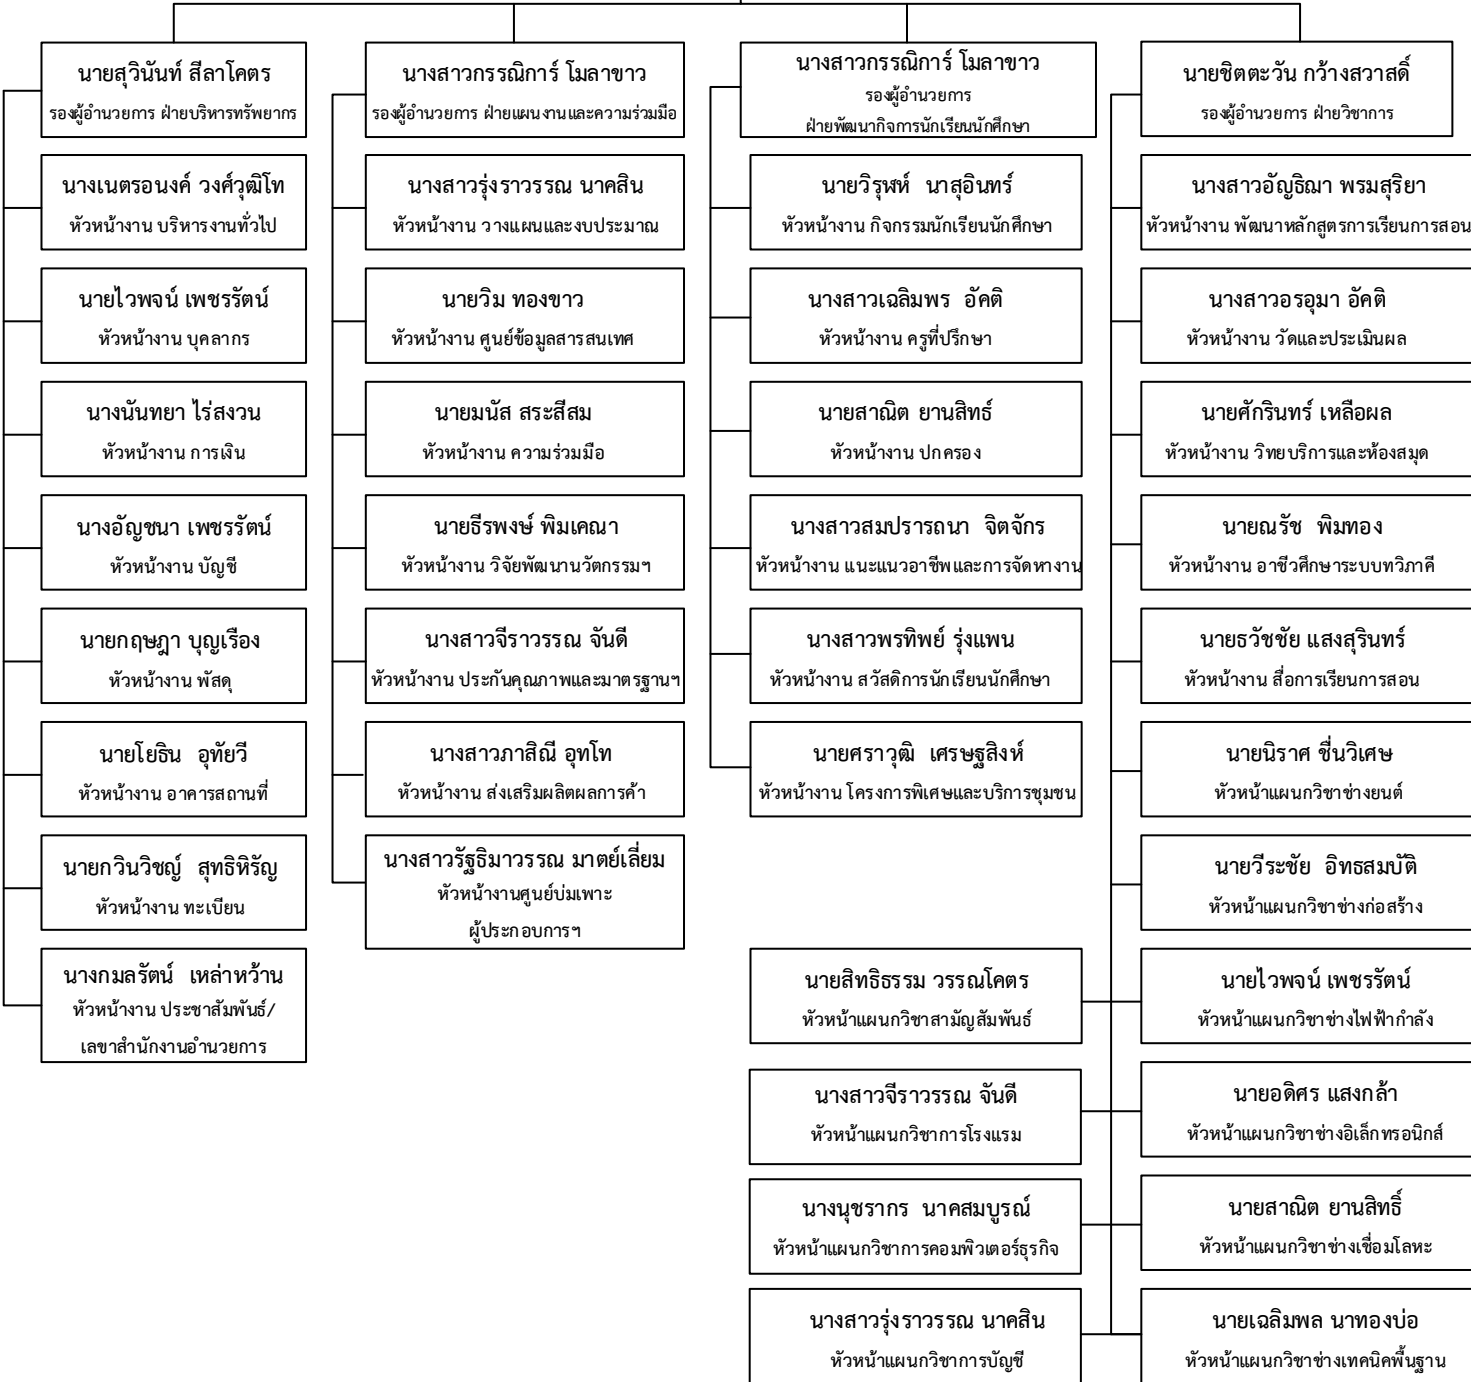 นายสุวินันท์ สีลาโคตร
รองผู้อำนวยการ ฝ่ายบริหารทรัพยากร
นางเนตรอนงค์ วงศ์วุฒิโท
หัวหน้างาน บริหารงานทั่วไป
นายไวพจน์ เพชรรัตน์
หัวหน้างาน บุคลากร
นางนันทยา ไร่สงวน
หัวหน้างาน การเงิน
นางอัญชนา เพชรรัตน์
หัวหน้างาน บัญชี
นายกฤษฎา บุญเรือง
หัวหน้างาน พัสดุ
นายโยธิน  อุทัยวี
หัวหน้างาน อาคารสถานที่
นายกวินวิชญ์  สุทธิหิรัญ
หัวหน้างาน ทะเบียน
นางกมลรัตน์  เหล่าหว้าน
หัวหน้างาน ประชาสัมพันธ์/
เลขาสำนักงานอำนวยการ
นางสาวกรรณิการ์ โมลาขาว
รองผู้อำนวยการ ฝ่ายแผนงานและความร่วมมือ
นางสาวรุ่งราวรรณ นาคสิน
หัวหน้างาน วางแผนและงบประมาณ
นายวิม ทองขาว
หัวหน้างาน ศูนย์ข้อมูลสารสนเทศ
นายมนัส สระสีสม
หัวหน้างาน ความร่วมมือ
นายธีรพงษ์ พิมเคณา
หัวหน้างาน วิจัยพัฒนานวัตกรรมฯ
นางสาวจีราวรรณ จันดี
หัวหน้างาน ประกันคุณภาพและมาตรฐานฯ
นางสาวภาสิณี อุทโท
หัวหน้างาน ส่งเสริมผลิตผลการค้า
นางสาวรัฐธิมาวรรณ มาตย์เลี่ยม
หัวหน้างานศูนย์บ่มเพาะ
ผู้ประกอบการฯ
นางสาวกรรณิการ์ โมลาขาว
รองผู้อำนวยการ
ฝ่ายพัฒนากิจการนักเรียนนักศึกษา
นายวิรุฬห์  นาสุอินทร์
หัวหน้างาน กิจกรรมนักเรียนนักศึกษา
นางสาวเฉลิมพร  อัคติ
หัวหน้างาน ครูที่ปรึกษา
นายสาณิต ยานสิทธ์
หัวหน้างาน ปกครอง
นางสาวสมปรารถนา  จิตจักร
หัวหน้างาน แนะแนวอาชีพและการจัดหางาน
นางสาวพรทิพย์ รุ่งแพน
หัวหน้างาน สวัสดิการนักเรียนนักศึกษา
นายศราวุฒิ  เศรษฐสิงห์
หัวหน้างาน โครงการพิเศษและบริการชุมชน
นายสิทธิธรรม วรรณโคตร
หัวหน้าแผนกวิชาสามัญสัมพันธ์
นางสาวจีราวรรณ จันดี
หัวหน้าแผนกวิชาการโรงแรม
นางนุชรากร  นาคสมบูรณ์
หัวหน้าแผนกวิชาการคอมพิวเตอร์ธุรกิจ
นางสาวรุ่งราวรรณ นาคสิน
หัวหน้าแผนกวิชาการบัญชี
นายชิตตะวัน กว้างสวาสดิ์
รองผู้อำนวยการ ฝ่ายวิชาการ
นางสาวอัญธิฌา พรมสุริยา
หัวหน้างาน พัฒนาหลักสูตรการเรียนการสอน
นางสาวอรอุมา อัคติ
หัวหน้างาน วัดและประเมินผล
นายศักรินทร์ เหลือผล
หัวหน้างาน วิทยบริการและห้องสมุด
นายณรัช  พิมทอง
หัวหน้างาน อาชีวศึกษาระบบทวิภาคี
นายธวัชชัย แสงสุรินทร์
หัวหน้างาน สื่อการเรียนการสอน
นายนิราศ ชื่นวิเศษ
หัวหน้าแผนกวิชาช่างยนต์
นายวีระชัย  อิทธสมบัติ
หัวหน้าแผนกวิชาช่างก่อสร้าง
นายไวพจน์ เพชรรัตน์
หัวหน้าแผนกวิชาช่างไฟฟ้ากำลัง
นายอดิศร แสงกล้า
หัวหน้าแผนกวิชาช่างอิเล็กทรอนิกส์
นายสาณิต ยานสิทธิ์
หัวหน้าแผนกวิชาช่างเชื่อมโลหะ
นายเฉลิมพล นาทองบ่อ
หัวหน้าแผนกวิชาช่างเทคนิคพื้นฐาน